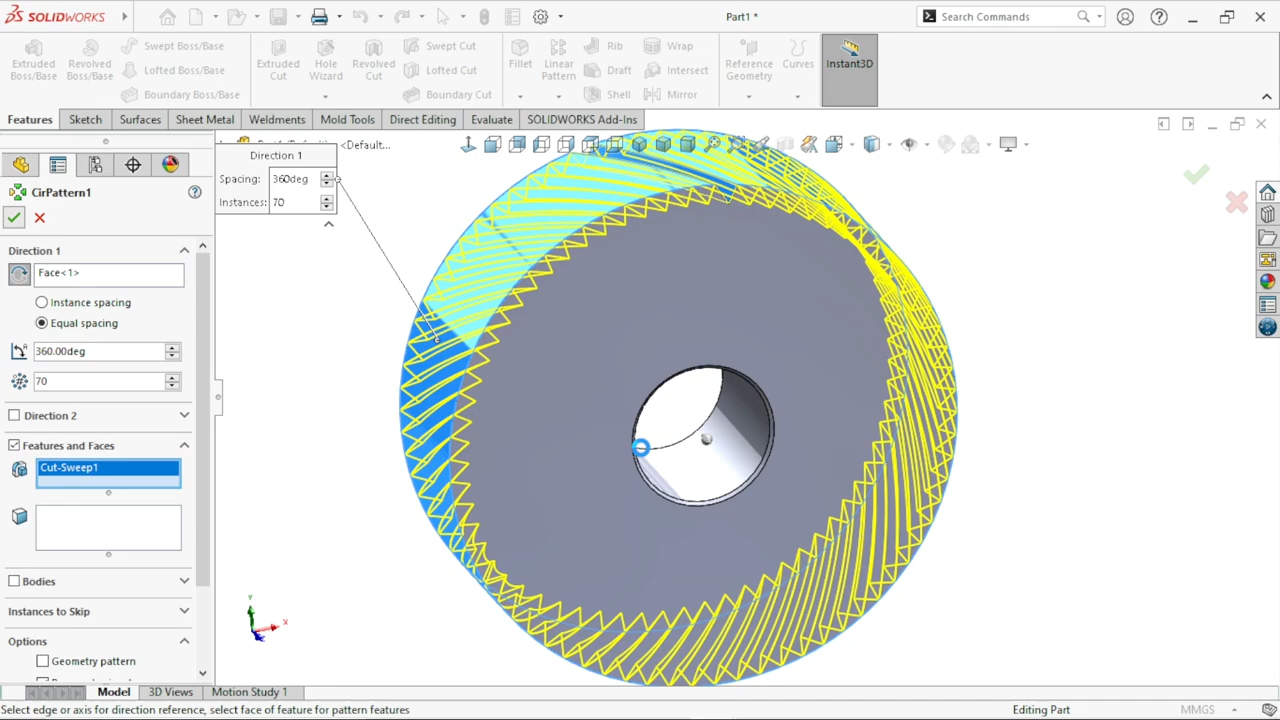 SOLIDWORKS
Part1 *
Search Commands
Extruded Boss/Base
Revolved Boss/Base
Swept Boss/Base
Lofted Boss/Base
Boundary Boss/Base
Extruded Cut
Hole Wizard
Revolved Cut
Swept Cut
Lofted Cut
Boundary Cut
Fillet
Linear Pattern
Rib
Draft
Shell
Wrap
Intersect
Mirror
Reference Geometry
Curves
Instant3D
Features Sketch Surfaces Sheet Metal Weldments Mold Tools Direct Editing Evaluate SOLIDWORKS Add-Ins
<Default...
Direction 1
Spacing: 360deg
Instances: 70
CirPattern1
Direction 1
Face<1>
Instance spacing
Equal spacing
360.00deg
70
Direction 2
Features and Faces
Cut-Sweep1
Bodies
Instances to Skip
Options
Geometry pattern
Y
X
Model 3D Views Motion Study 1
Select edge or axis for direction reference, select face of feature for pattern features
Editing Part
MMGS